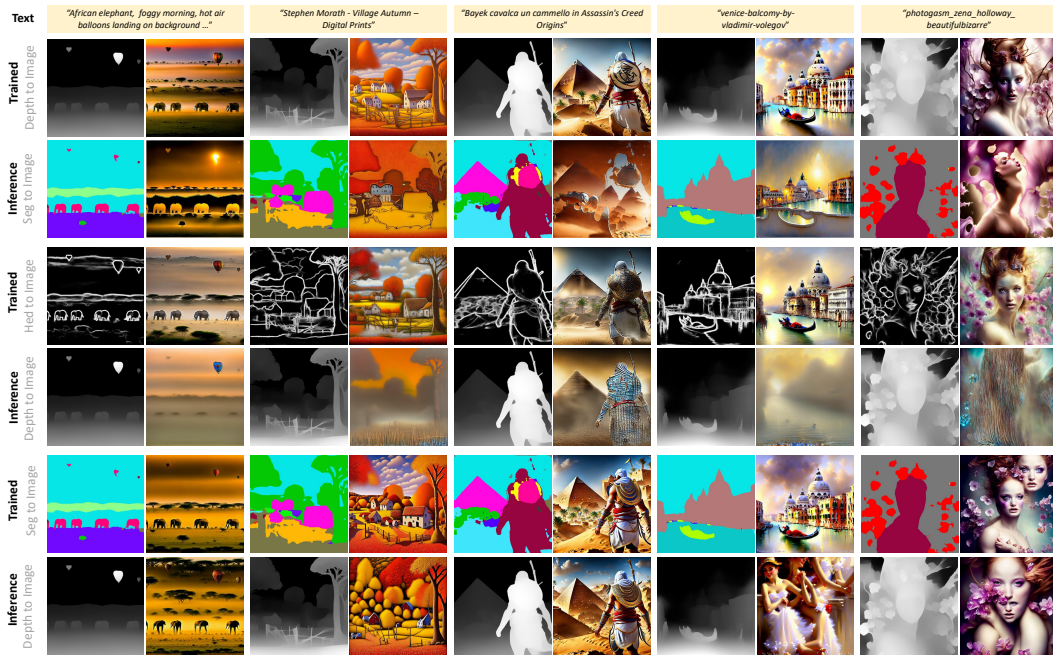 Text
“African elephant, foggy morning, hot air
balloons landing on background …”
“Stephen Morath - Village Autumn –
Digital Prints”
“Bayek cavalca un cammello in Assassin's Creed
Origins”
“venice-balcomy-by-
vladimir-volegov”
“photogasm_zena_holloway_
beautifulbizarre”
Trained
Depth to Image
Inference
Seg to Image
Trained
Hed to Image
Inference
Depth to Image
Trained
Seg to Image
Inference
Depth to Image